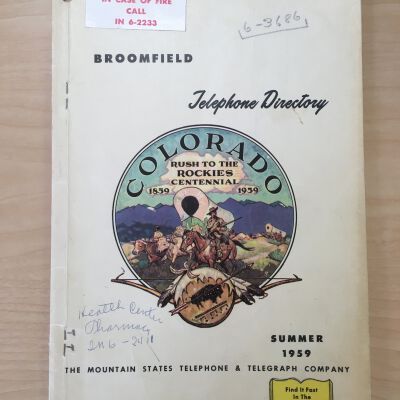 IN CASE OF FIRE
CALL
IN 6-2233
6-3686
BROOMFIELD
Telephone Directory
COLORADO
RUSH TO THE
ROCKIES
CENTENNIAL
1859 1959
Health Center
Pharmacy
SUMMER
1959
THE MOUNTAIN STATES TELEPHONE & TELEGRAPH COMPANY
Find It Fast
In The